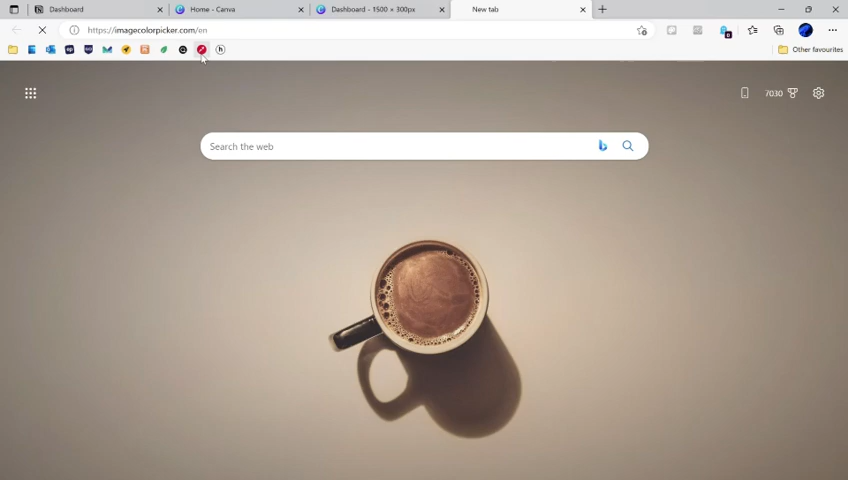 Dashboard
Home - Canva
Dashboard - 1500 × 300px
New tab
https://imagecolorpicker.com/en
Other favourites
7030
Search the web